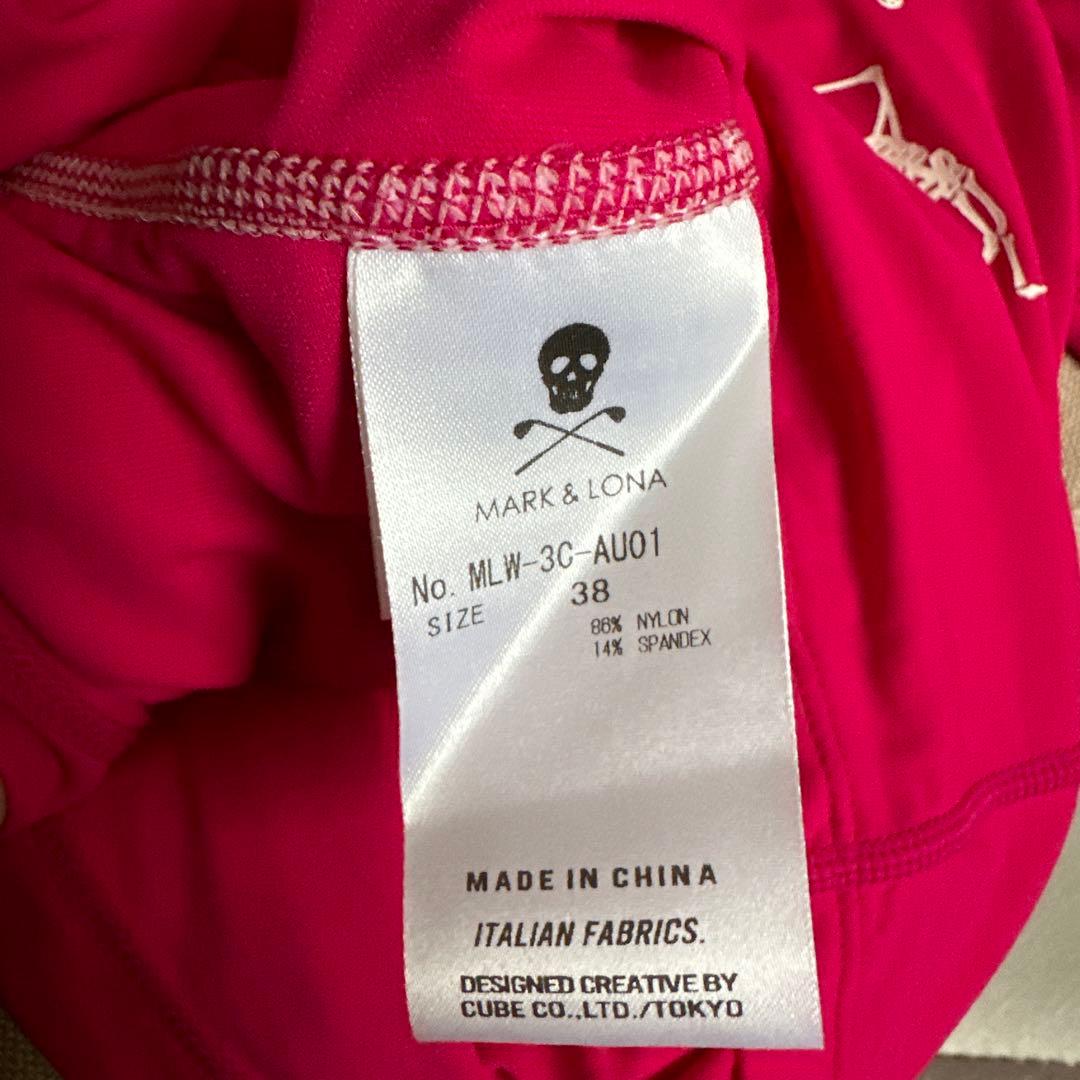 MARK & LONA
No. MLW-3C-AU01
SIZE 38
86% NYLON
14% SPANDEX
MADE IN CHINA
ITALIAN FABRICS.
DESIGNED CREATIVE BY
CUBE CO.,LTD./TOKYO